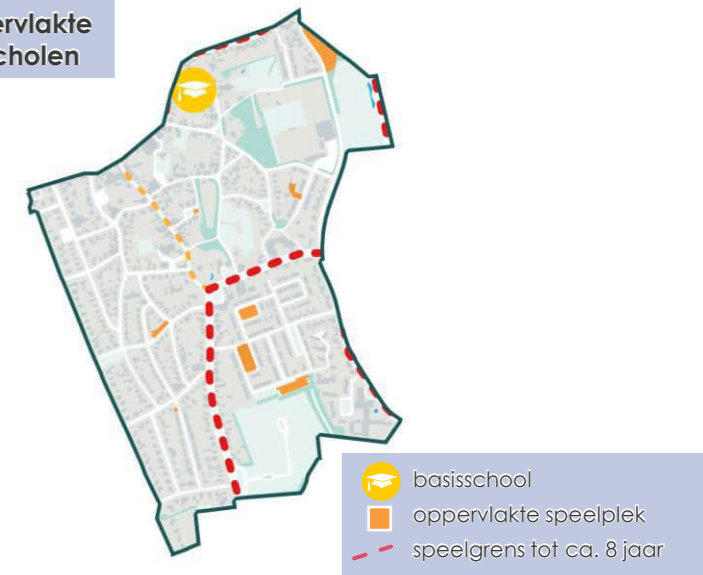 ervlakte
cholen
basisschool
oppervlakte speelplek
speelgrens tot ca. 8 jaar